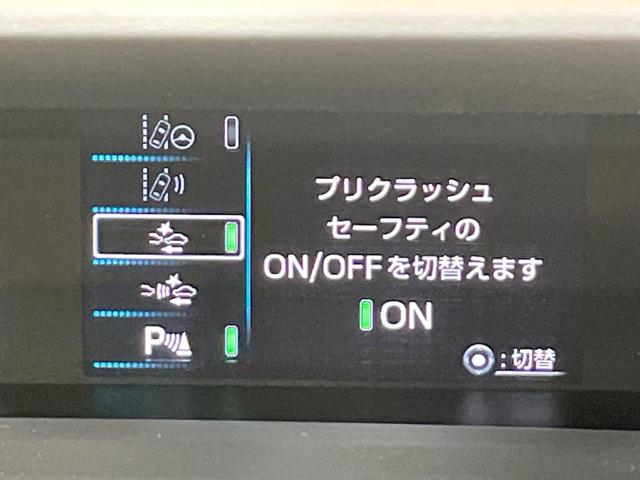 プリクラッシュ
セーフティの
ON/OFFを切替えます
ON
P
:切替